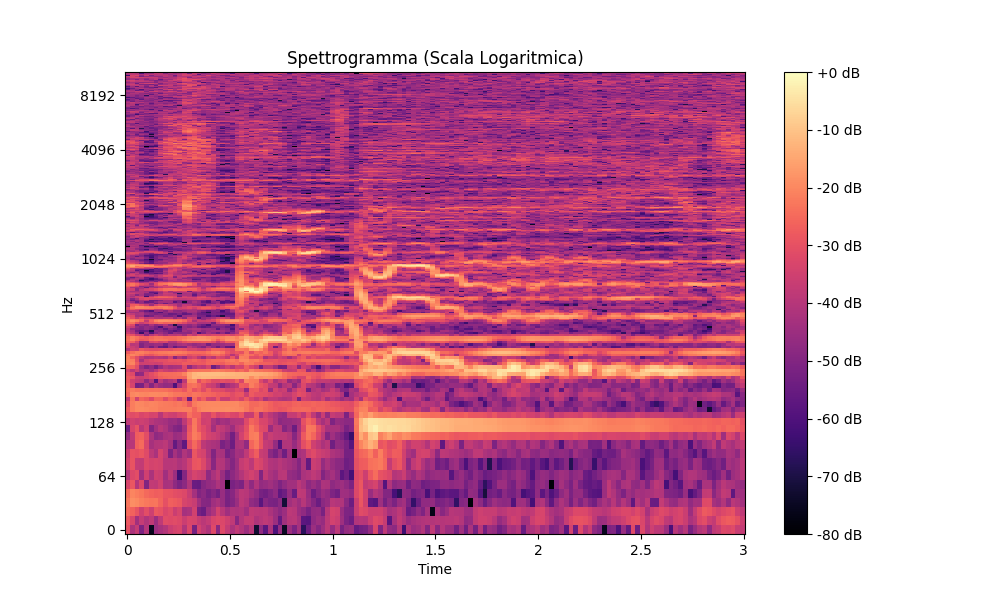 Spettrogramma (Scala Logaritmica)
Hz
8192
4096
2048
1024
512
256
128
64
0
0
0.5
1
1.5
2
2.5
3
Time
+0 dB
-10 dB
-20 dB
-30 dB
-40 dB
-50 dB
-60 dB
-70 dB
-80 dB